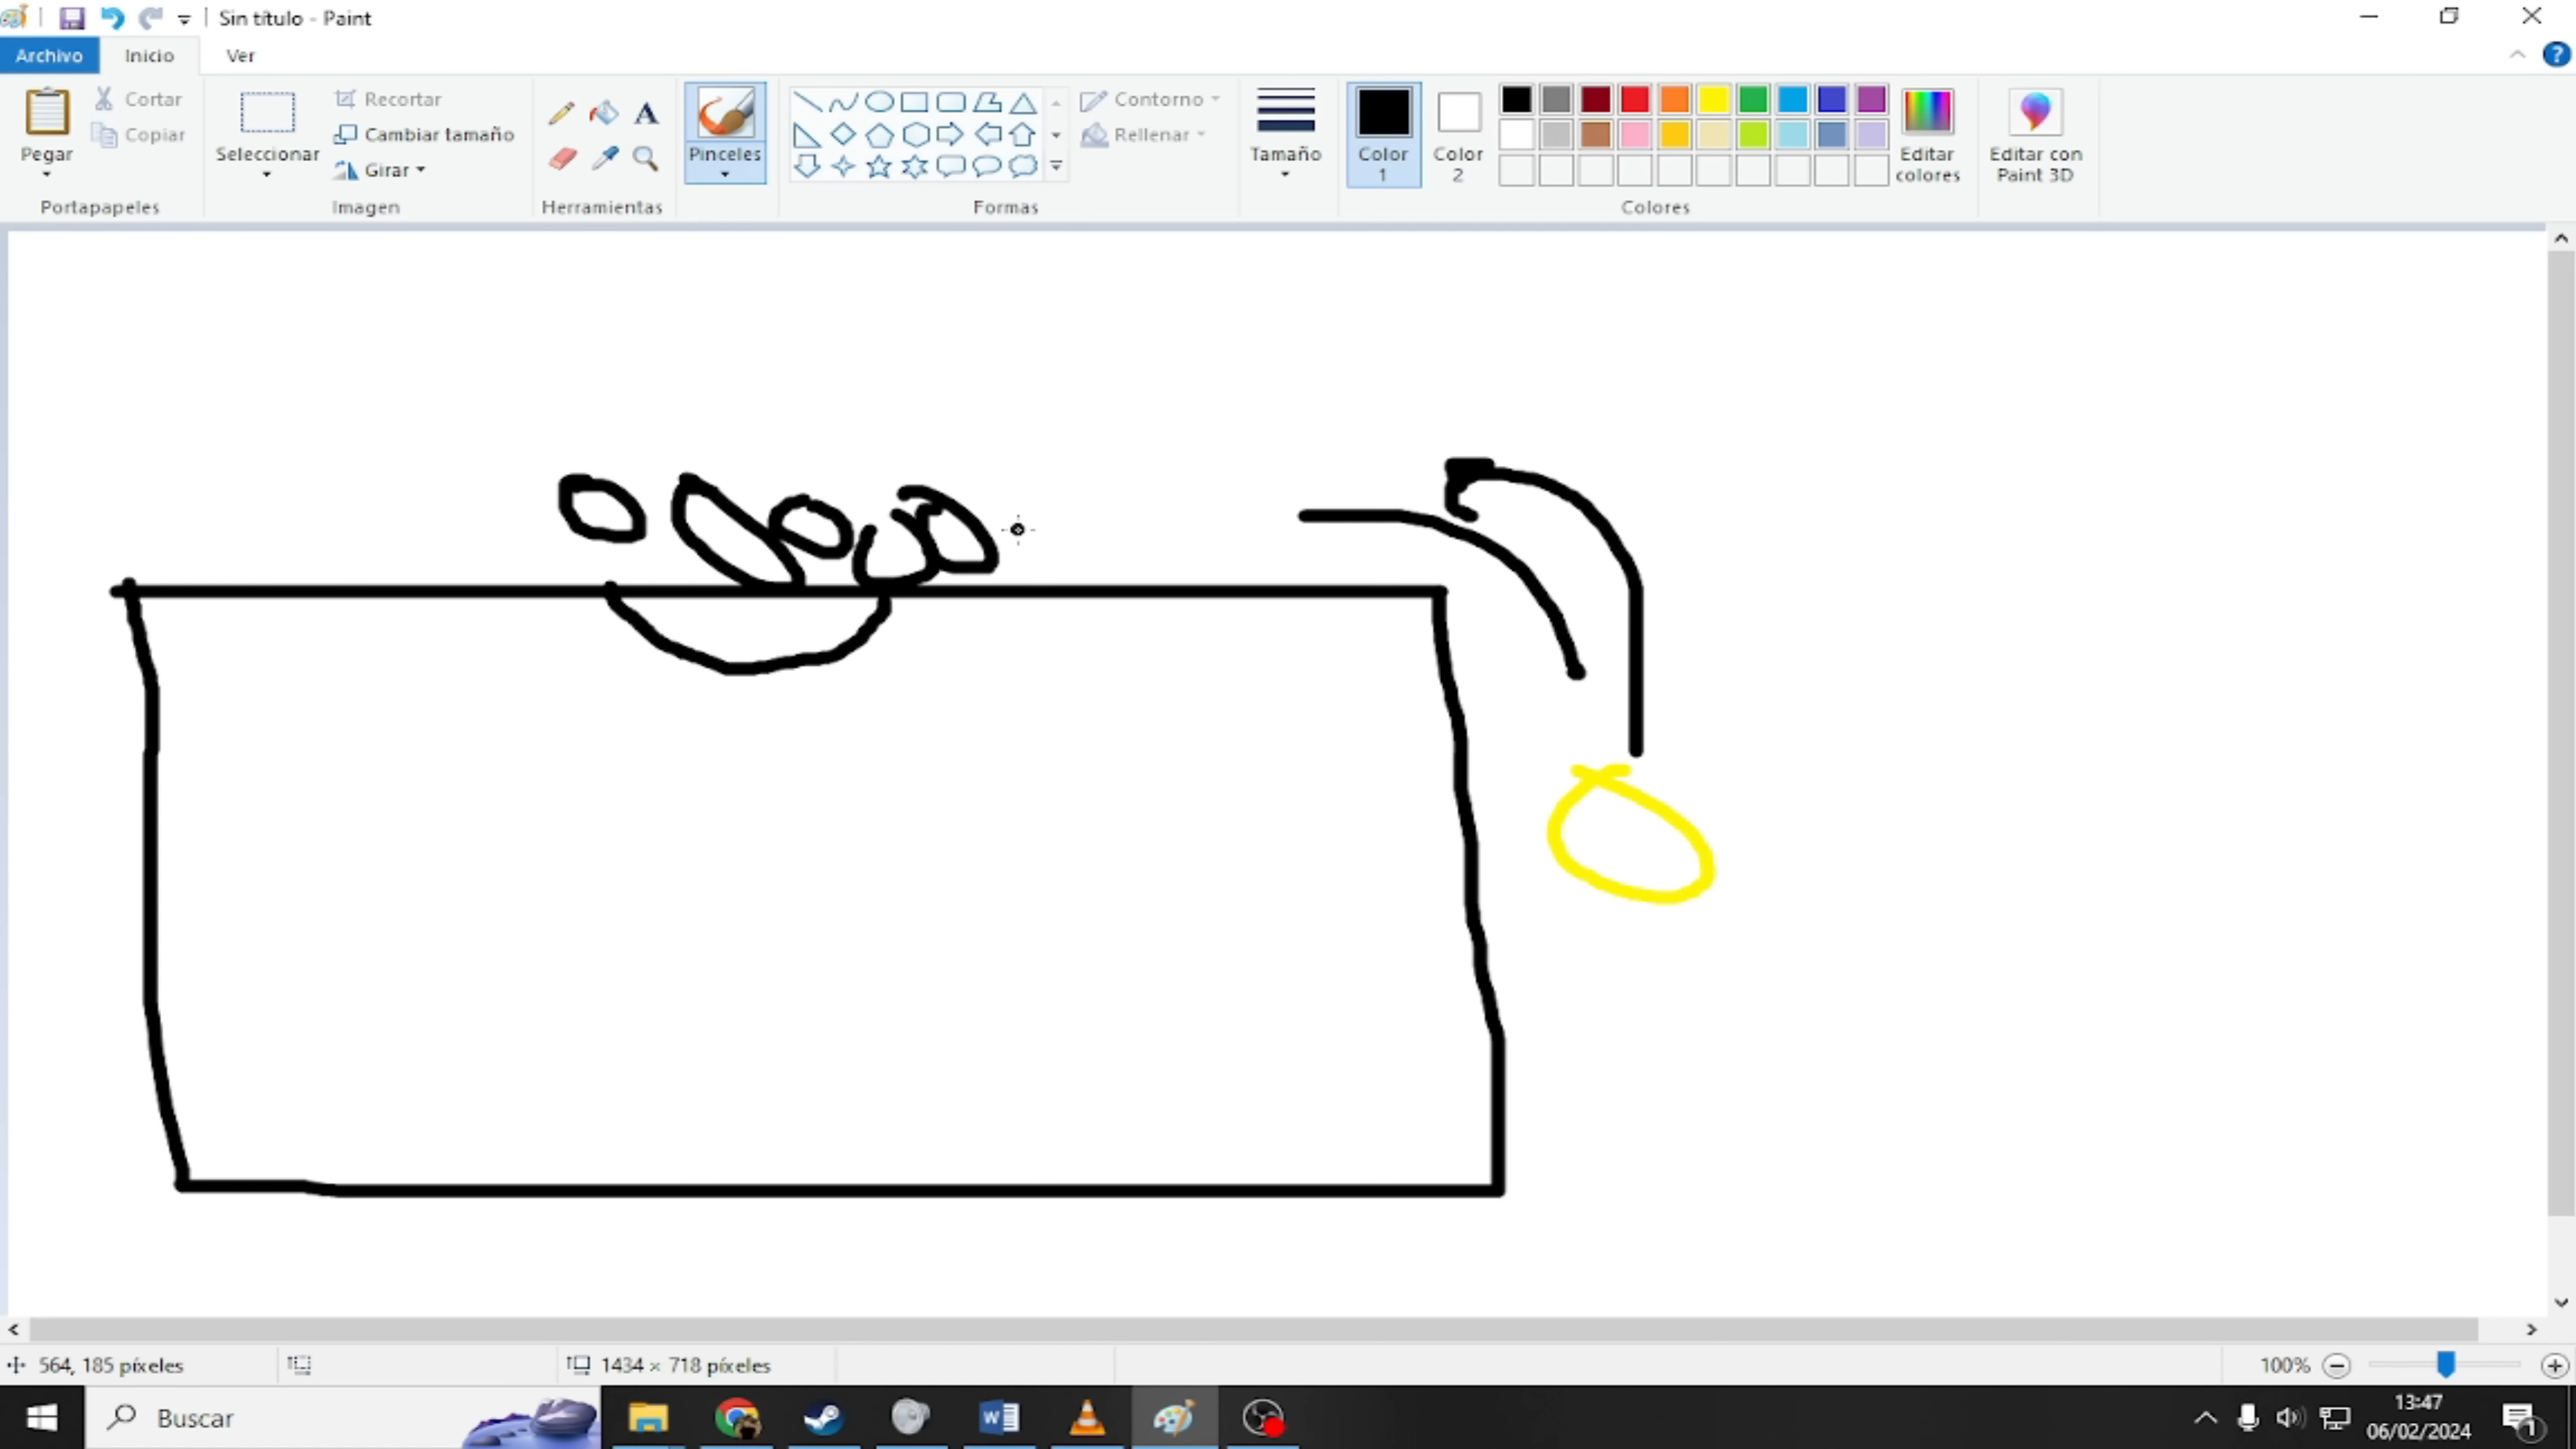 Sin título - Paint
Archivo Inicio Ver
Pegar
Cortar
Copiar
Portapapeles
Seleccionar
Recortar
Cambiar tamaño
Girar
Imagen
Herramientas
Pinceles
Contorno
Rellenar
Formas
Tamaño
Color 1
Color 2
Editar colores
Editar con Paint 3D
Colores
564, 185 píxeles
1434 × 718 píxeles
100%
Buscar
13:47
06/02/2024
1